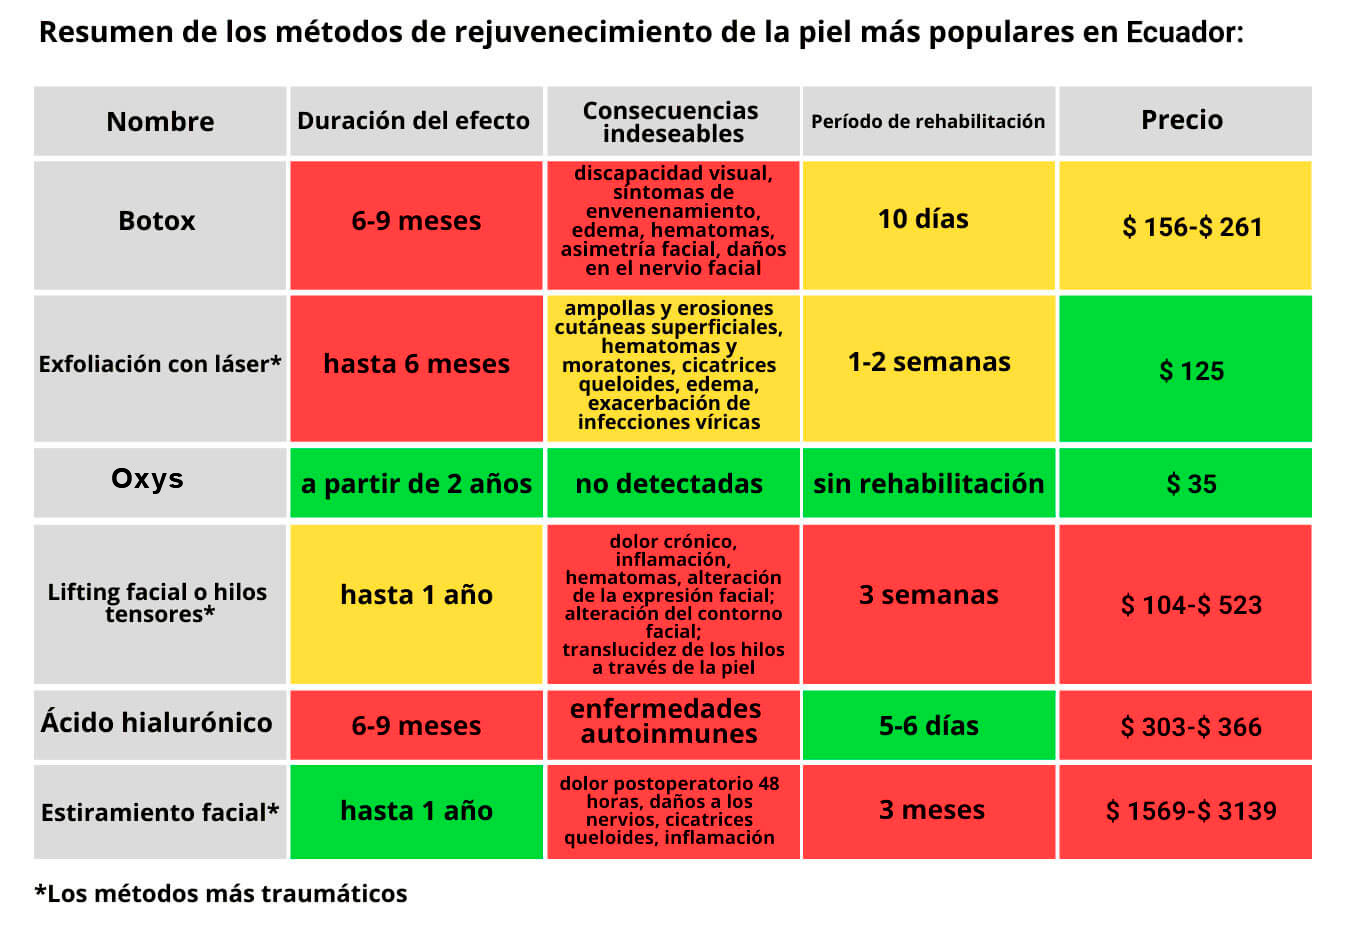 Resumen de los métodos de rejuvenecimiento de la piel más populares en Ecuador:
Nombre
Duración del efecto
Consecuencias
indeseables
Período de rehabilitación
Precio
Botox
6-9 meses
discapacidad visual,
síntomas de
envenenamiento,
edema, hematomas,
asimetría facial, daños
en el nervio facial
10 días
$ 156-$ 261
Exfoliación con láser*
hasta 6 meses
ampollas y erosiones
cutáneas superficiales,
hematomas y
moratones, cicatrices
queloides, edema,
exacerbación de
infecciones víricas
1-2 semanas
$ 125
Oxys
a partir de 2 años
no detectadas
sin rehabilitación
$ 35
Lifting facial o hilos
tensores*
hasta 1 año
dolor crónico,
inflamación,
hematomas, alteración
de la expresión facial;
alteración del contorno
facial;
translucidez de los hilos
a través de la piel
3 semanas
$ 104-$ 523
Ácido hialurónico
6-9 meses
enfermedades
autoinmunes
5-6 días
$ 303-$ 366
Estiramiento facial*
hasta 1 año
dolor postoperatorio 48
horas, daños a los
nervios, cicatrices
queloides, inflamación
3 meses
$ 1569-$ 3139
*Los métodos más traumáticos